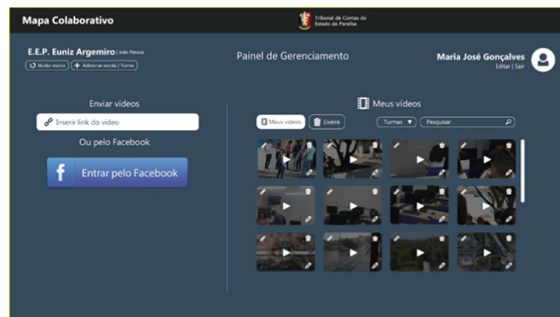 Mapa Colaborativo
Tribunal de Contas do
Estado da Paraíba
E.E.P. Euniz Argemiro | João Pessoa
Mudar escola
Adicionar escola / Turma
Painel de Gerenciamento
Maria José Gonçalves
Editar | Sair
Enviar vídeos
Inserir link do vídeo
Ou pelo Facebook
f Entrar pelo Facebook
Meus vídeos
Meus vídeos
Lixeira
Turmas
Pesquisar